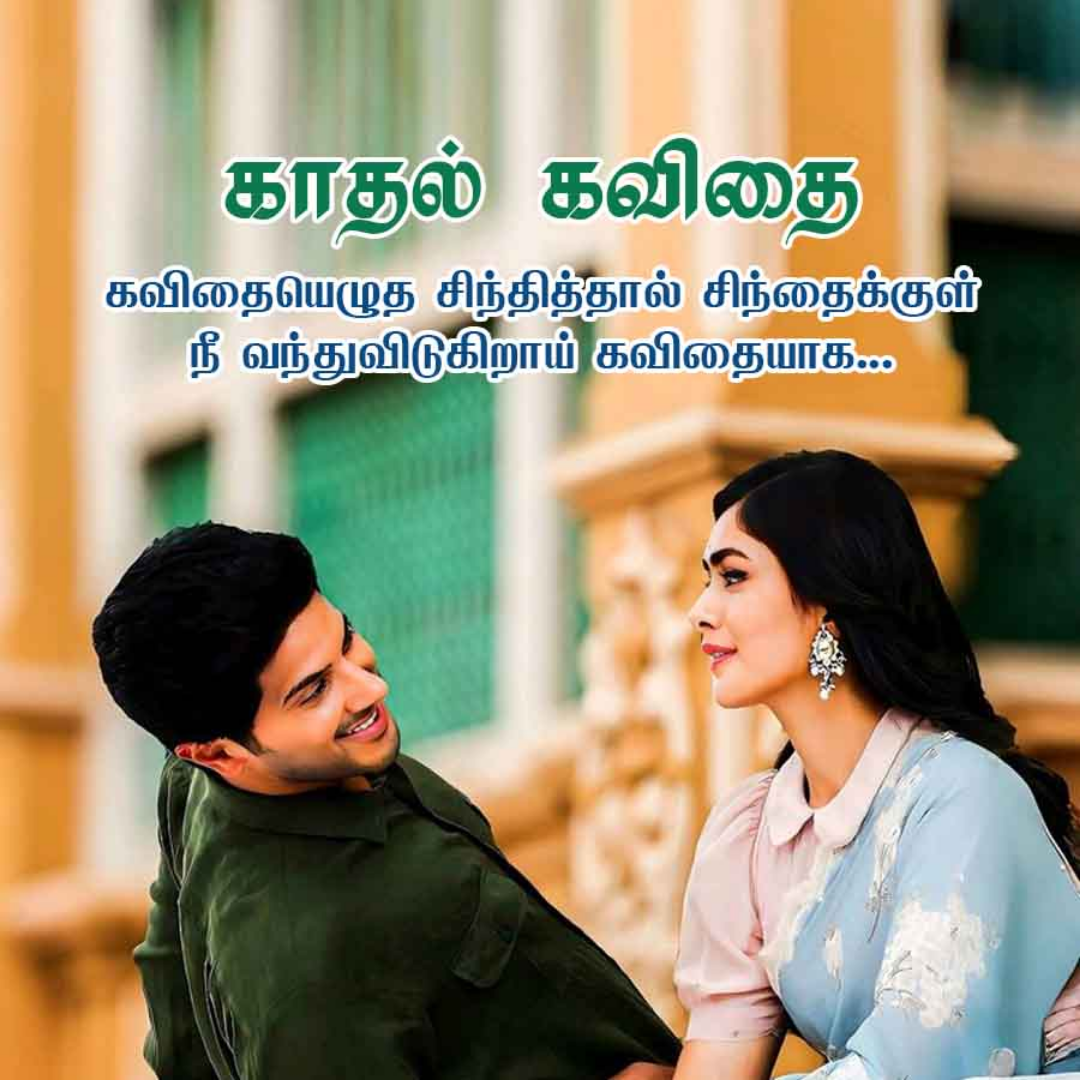 காதல் கவிதை
கவிதையெழுத சிந்தித்தால் சிந்தைக்குள்
நீ வந்துவிடுகிறாய் கவிதையாக...